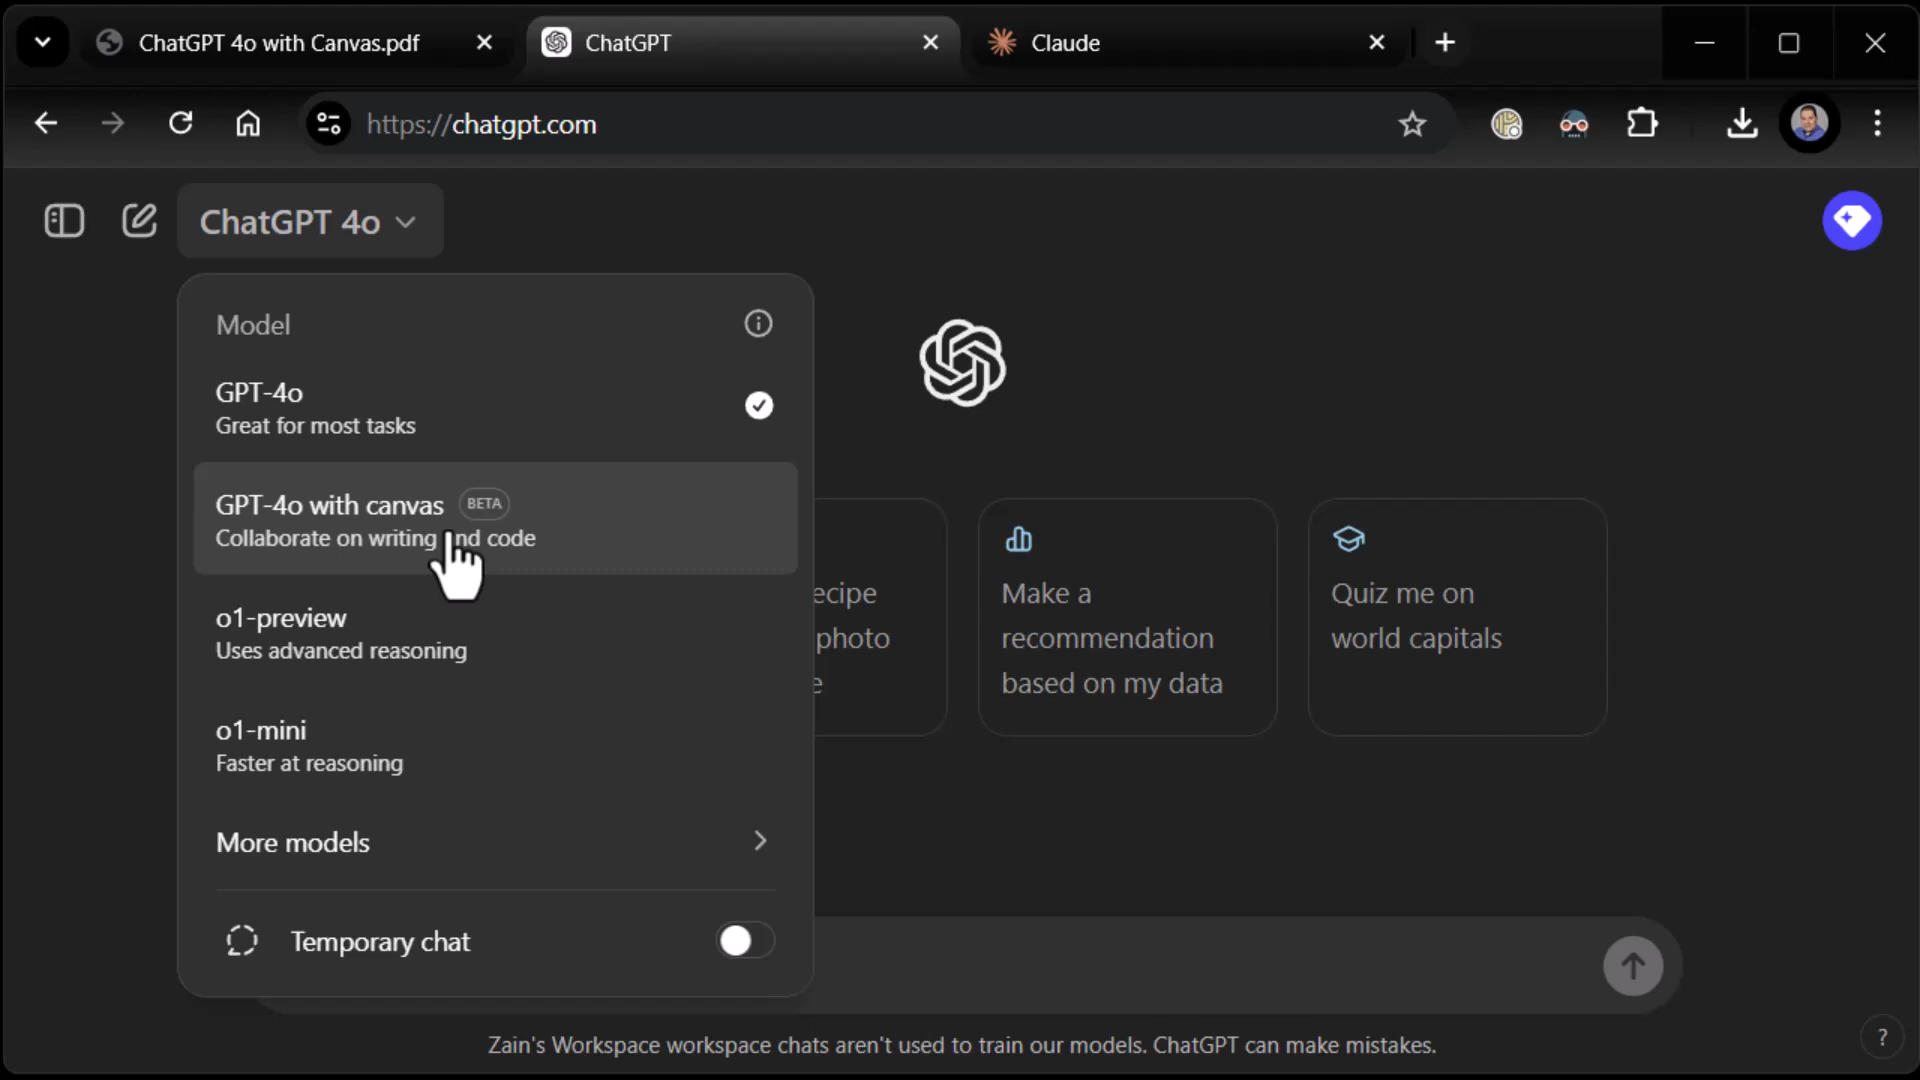 ChatGPT 4o with Canvas.pdf
ChatGPT
Claude
https://chatgpt.com
ChatGPT 4o
Model
GPT-4o
Great for most tasks
GPT-4o with canvas BETA
Collaborate on writing and code
o1-preview
Uses advanced reasoning
o1-mini
Faster at reasoning
More models
Temporary chat
ecipe
photo
e
Make a
recommendation
based on my data
Quiz me on
world capitals
Zain's Workspace workspace chats aren't used to train our models. ChatGPT can make mistakes.
?